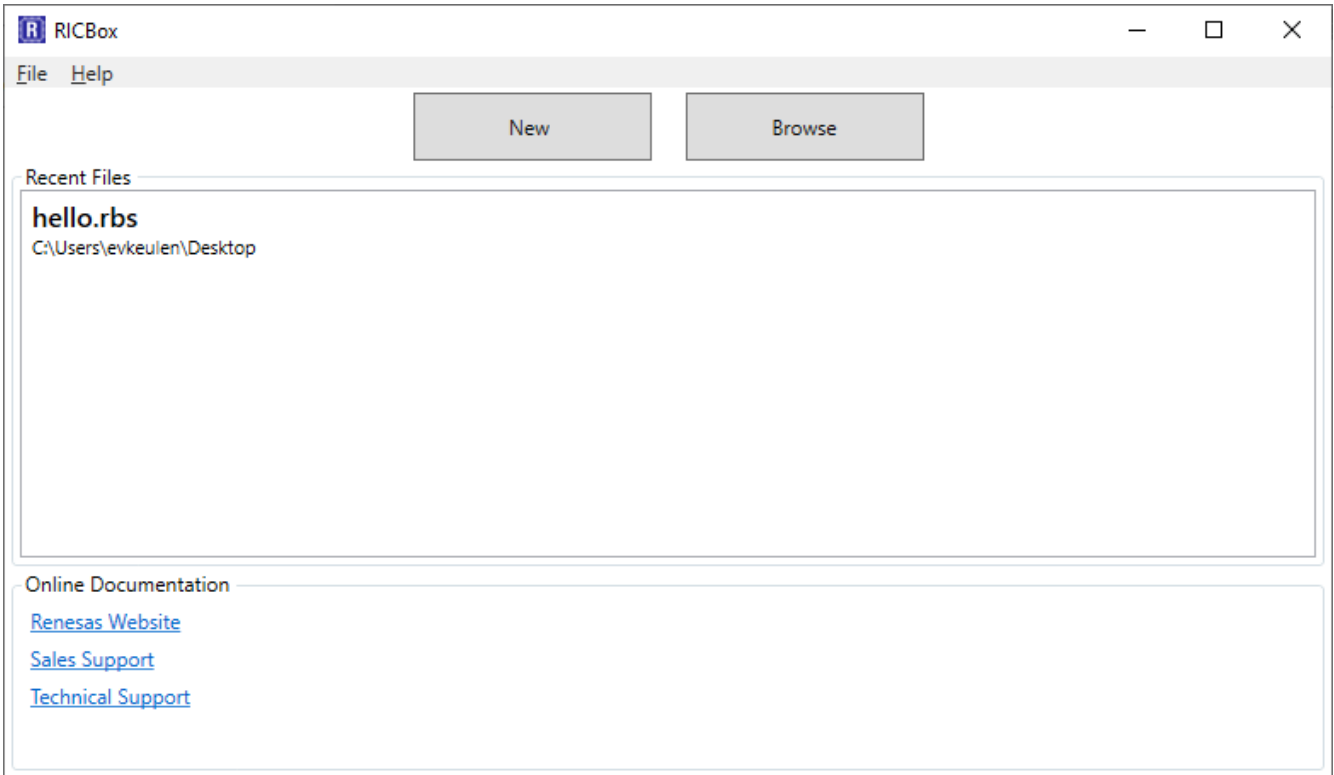 R RICBox
File Help
New Browse
Recent Files
hello.rbs
C:\Users\evkeulen\Desktop
Online Documentation
Renesas Website
Sales Support
Technical Support